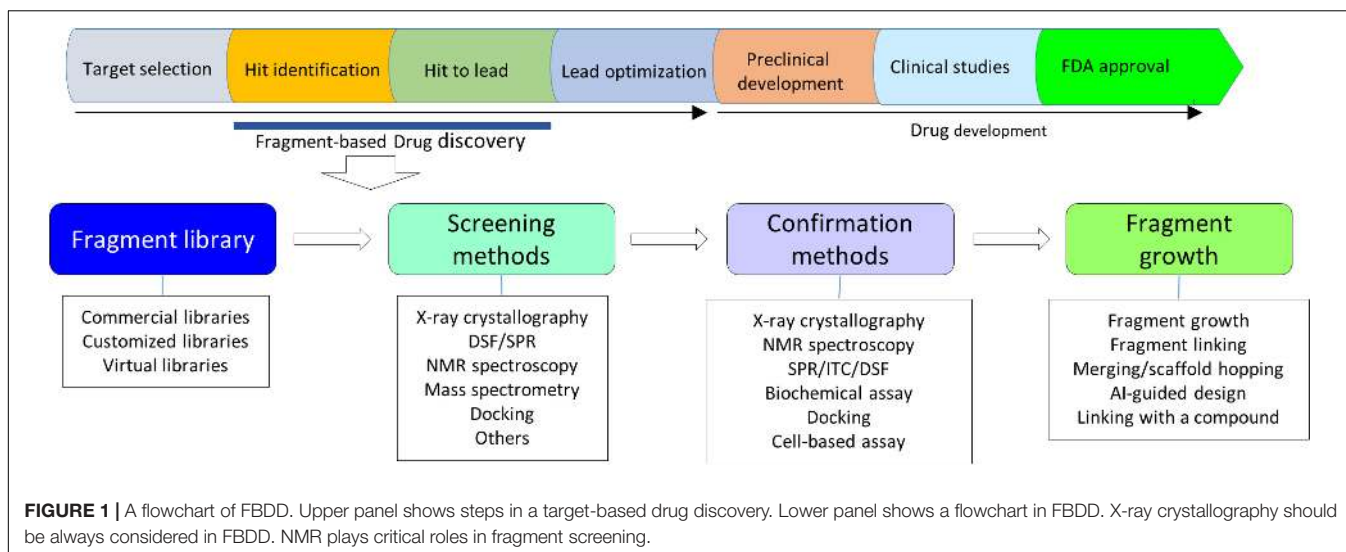 Target selection
Hit identification
Hit to lead
Lead optimization
Preclinical
development
Clinical studies
FDA approval
Fragment-based Drug discovery
Drug development
Fragment library
Screening
methods
Confirmation
methods
Fragment
growth
Commercial libraries
Customized libraries
Virtual libraries
X-ray crystallography
DSF/SPR
NMR spectroscopy
Mass spectrometry
Docking
Others
X-ray crystallography
NMR spectroscopy
SPR/ITC/DSF
Biochemical assay
Docking
Cell-based assay
Fragment growth
Fragment linking
Merging/scaffold hopping
AI-guided design
Linking with a compound
FIGURE 1 | A flowchart of FBDD. Upper panel shows steps in a target-based drug discovery. Lower panel shows a flowchart in FBDD. X-ray crystallography should
be always considered in FBDD. NMR plays critical roles in fragment screening.